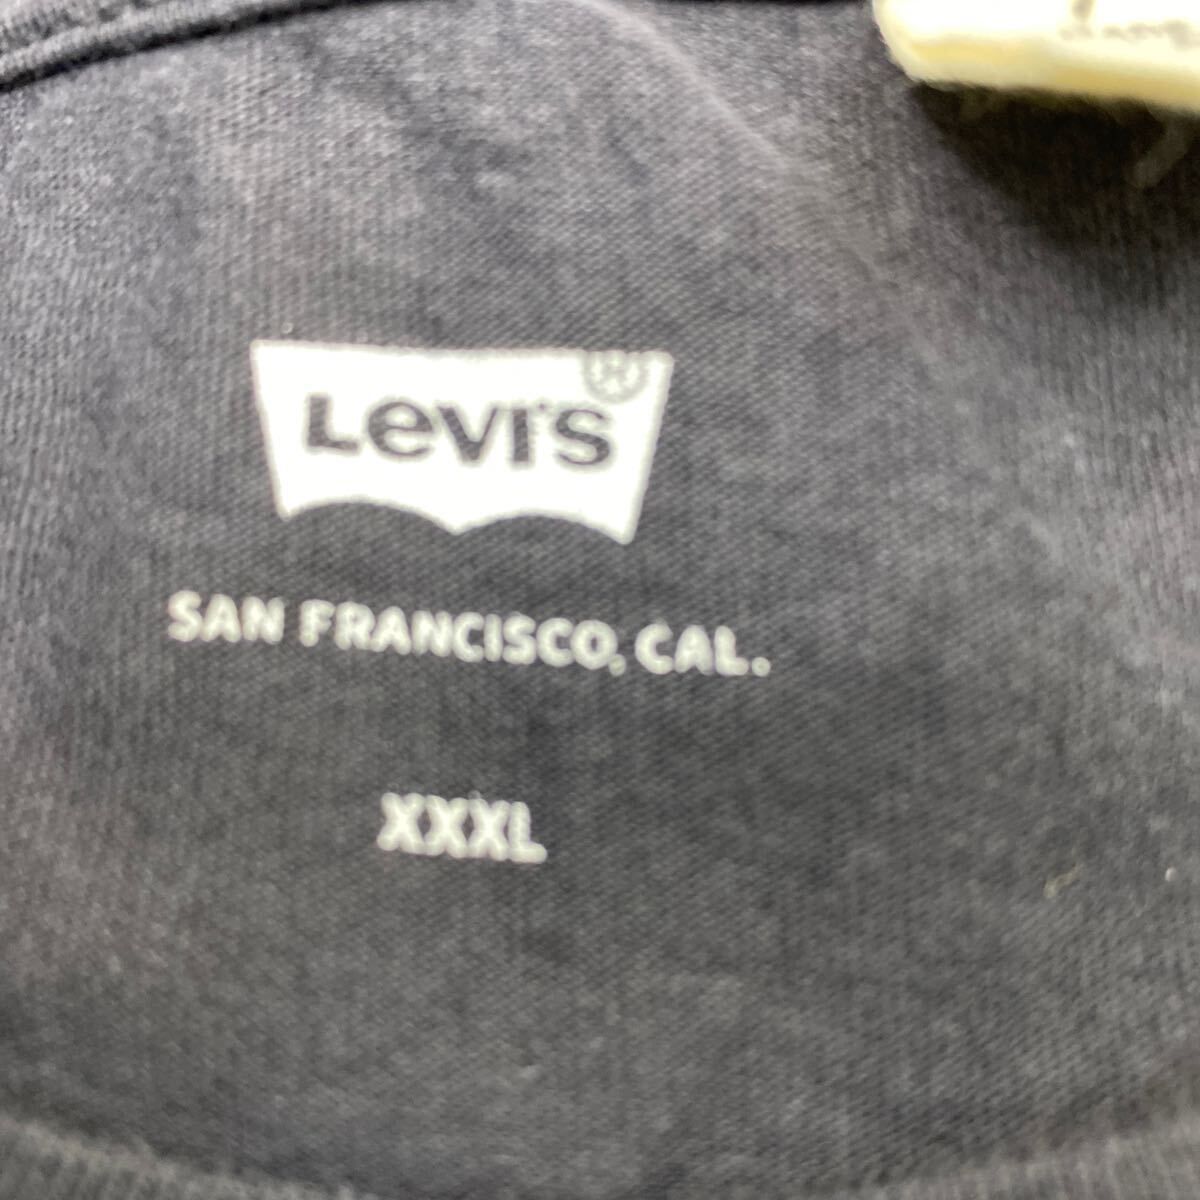 Levi's®
SAN FRANCISCO, CAL.
XXXL